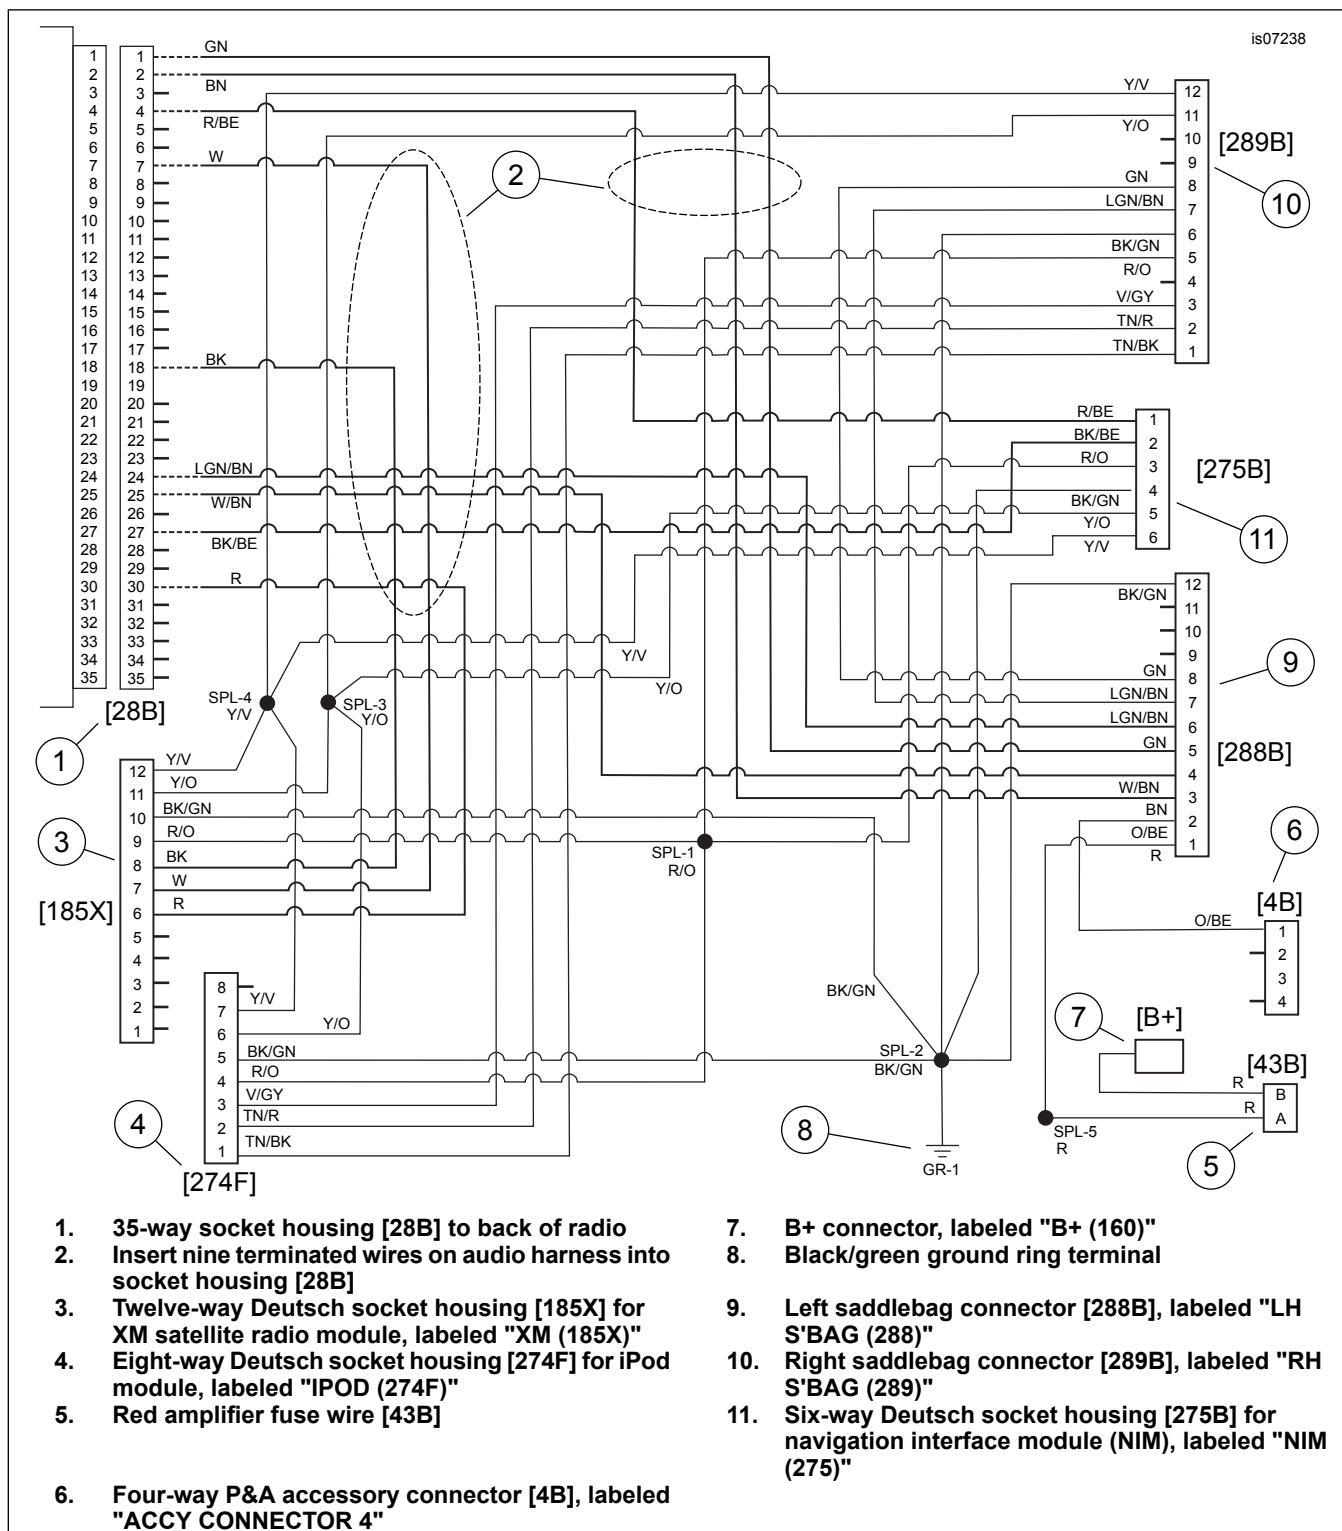 is07238
1 1 GN
2 2 BN
3 3
4 4 R/BE
5 5
6 6
7 7 W
8 8
9 9
10 10
11 11
12 12
13 13
14 14
15 15
16 16
17 17
18 18 BK
19 19
20 20
21 21
22 22
23 23
24 24 LGN/BN
25 25 W/BN
26 26
27 27 BK/BE
28 28
29 29
30 30 R
31 31
32 32
33 33
34 34
35 35
[28B]
1
2
SPL-4
Y/V
SPL-3
Y/O
Y/V
Y/O
Y/V 12
Y/O 11
10
9
GN 8
LGN/BN 7
6
BK/GN 5
R/O 4
V/GY 3
TN/R 2
TN/BK 1
[289B]
10
R/BE 1
BK/BE 2
R/O 3
4
BK/GN 5
Y/O 6
Y/V
[275B]
11
12
BK/GN 11
10
9
GN 8
LGN/BN 7
LGN/BN 6
GN 5
4
W/BN 3
BN 2
O/BE 1
R
9
[288B]
12 Y/V
11 Y/O
10 BK/GN
9 R/O
8 BK
7 W
6 R
5
4
3
2
1
3
[185X]
SPL-1
R/O
6
[4B]
O/BE 1
2
3
4
8
7 Y/V
6 Y/O
5 BK/GN
4 R/O
3 V/GY
2 TN/R
1 TN/BK
4
[274F]
BK/GN
SPL-2
BK/GN
8
GR-1
7
[B+]
[43B]
R B
R A
SPL-5
R
5
1. 35-way socket housing [28B] to back of radio
2. Insert nine terminated wires on audio harness into
socket housing [28B]
3. Twelve-way Deutsch socket housing [185X] for
XM satellite radio module, labeled "XM (185X)"
4. Eight-way Deutsch socket housing [274F] for iPod
module, labeled "IPOD (274F)"
5. Red amplifier fuse wire [43B]
6. Four-way P&A accessory connector [4B], labeled
"ACCY CONNECTOR 4"
7. B+ connector, labeled "B+ (160)"
8. Black/green ground ring terminal
9. Left saddlebag connector [288B], labeled "LH
S'BAG (288)"
10. Right saddlebag connector [289B], labeled "RH
S'BAG (289)"
11. Six-way Deutsch socket housing [275B] for
navigation interface module (NIM), labeled "NIM
(275)"